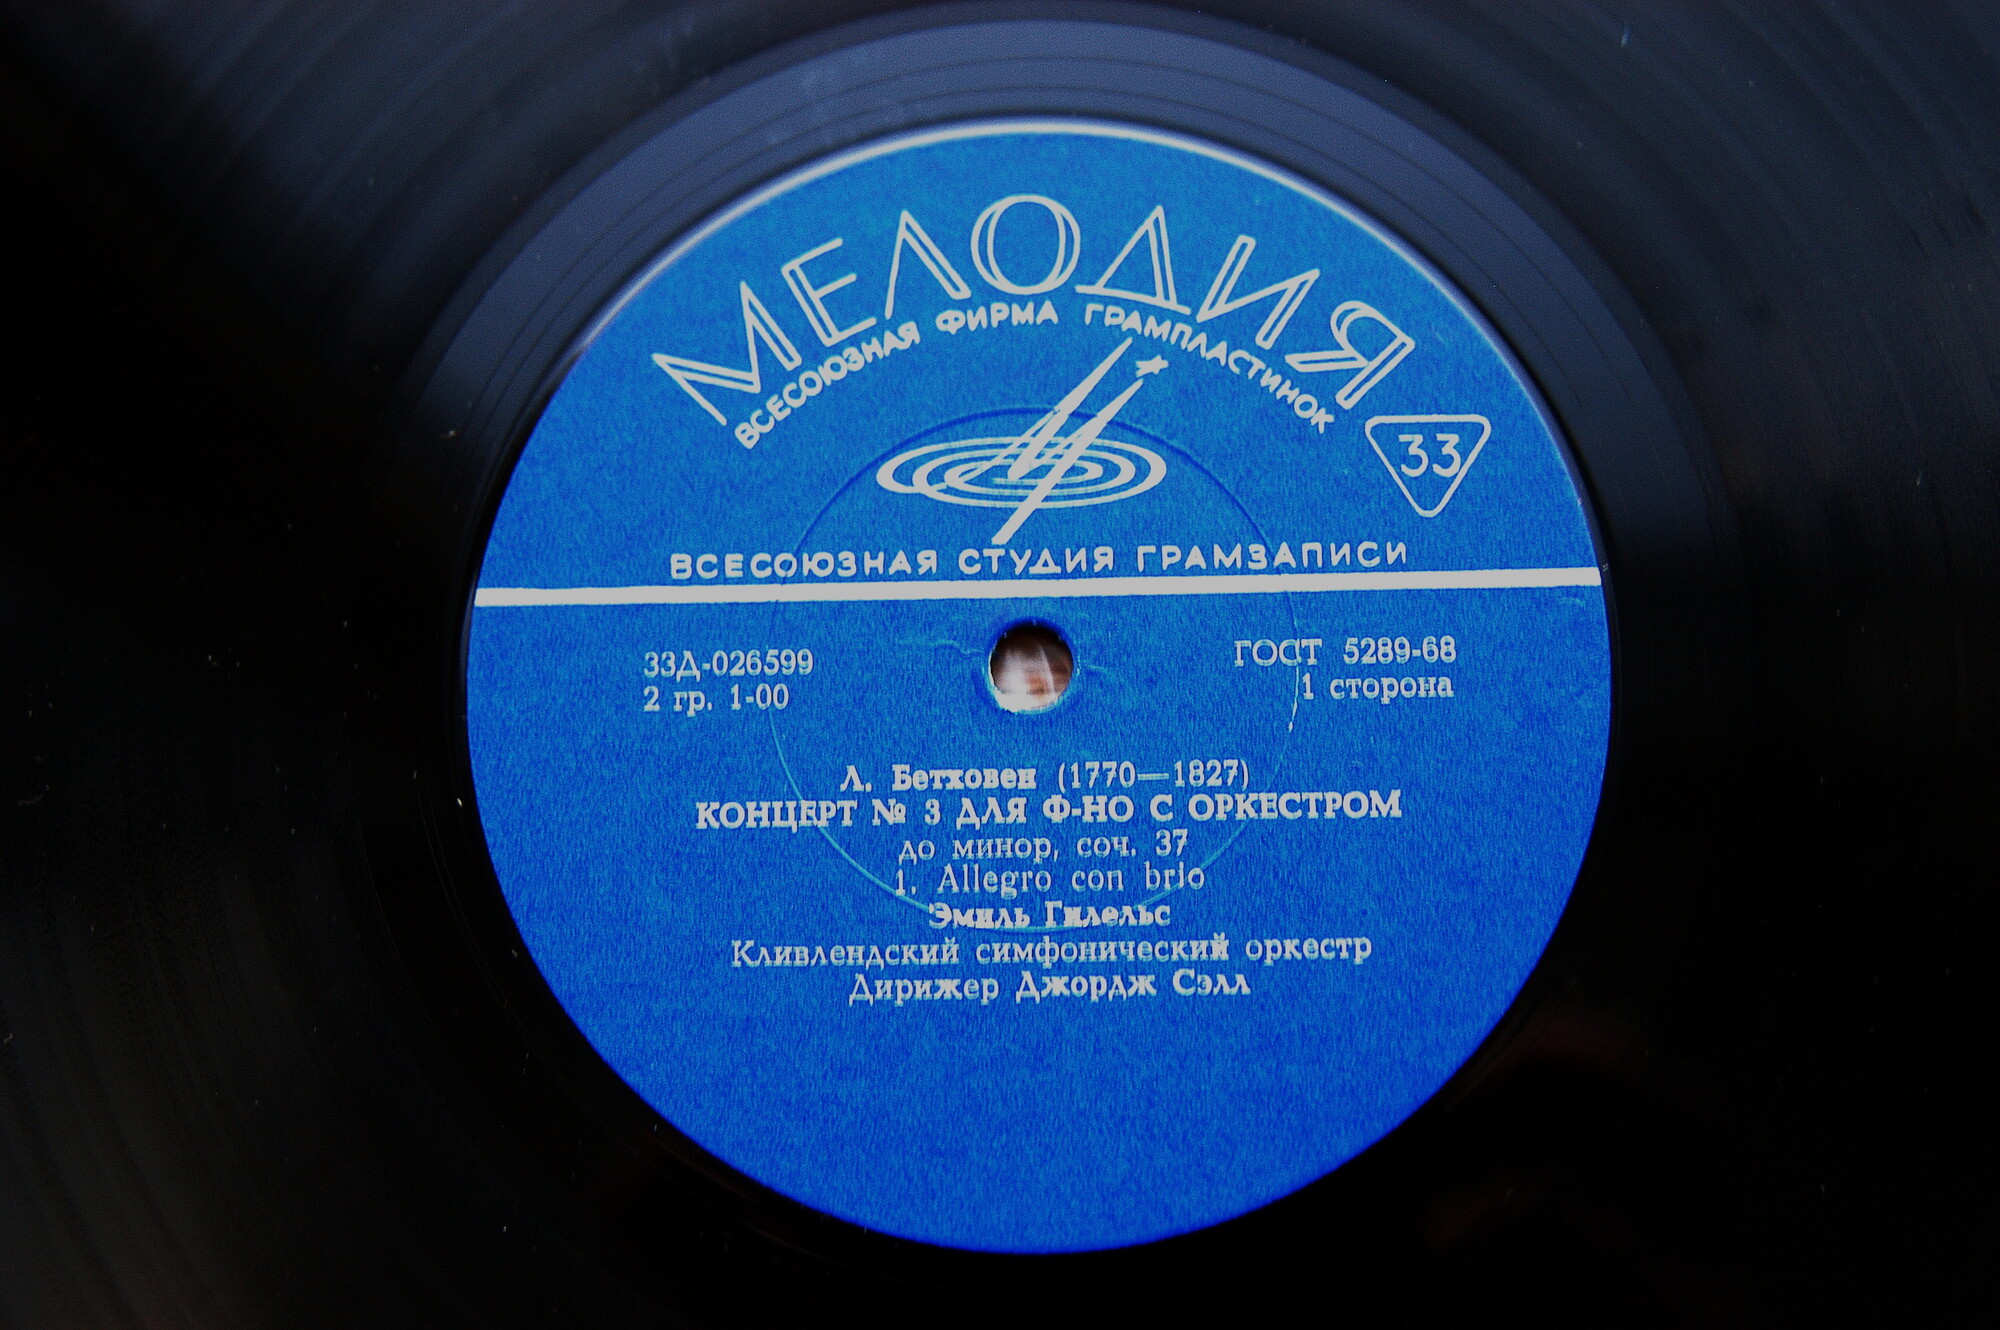 МЕЛОДИЯ
ВСЕСОЮЗНАЯ ФИРМА ГРАМПЛАСТИНОК
33
ВСЕСОЮЗНАЯ СТУДИЯ ГРАМЗАПИСИ
33Д-026599
2 гр. 1-00
ГОСТ 5289-68
1 сторона
Л. Бетховен (1770—1827)
КОНЦЕРТ № 3 ДЛЯ Ф-НО С ОРКЕСТРОМ
до минор, соч. 37
1. Allegro con brio
Эмиль Гилельс
Кливлендский симфонический оркестр
Дирижер Джордж Сэлл